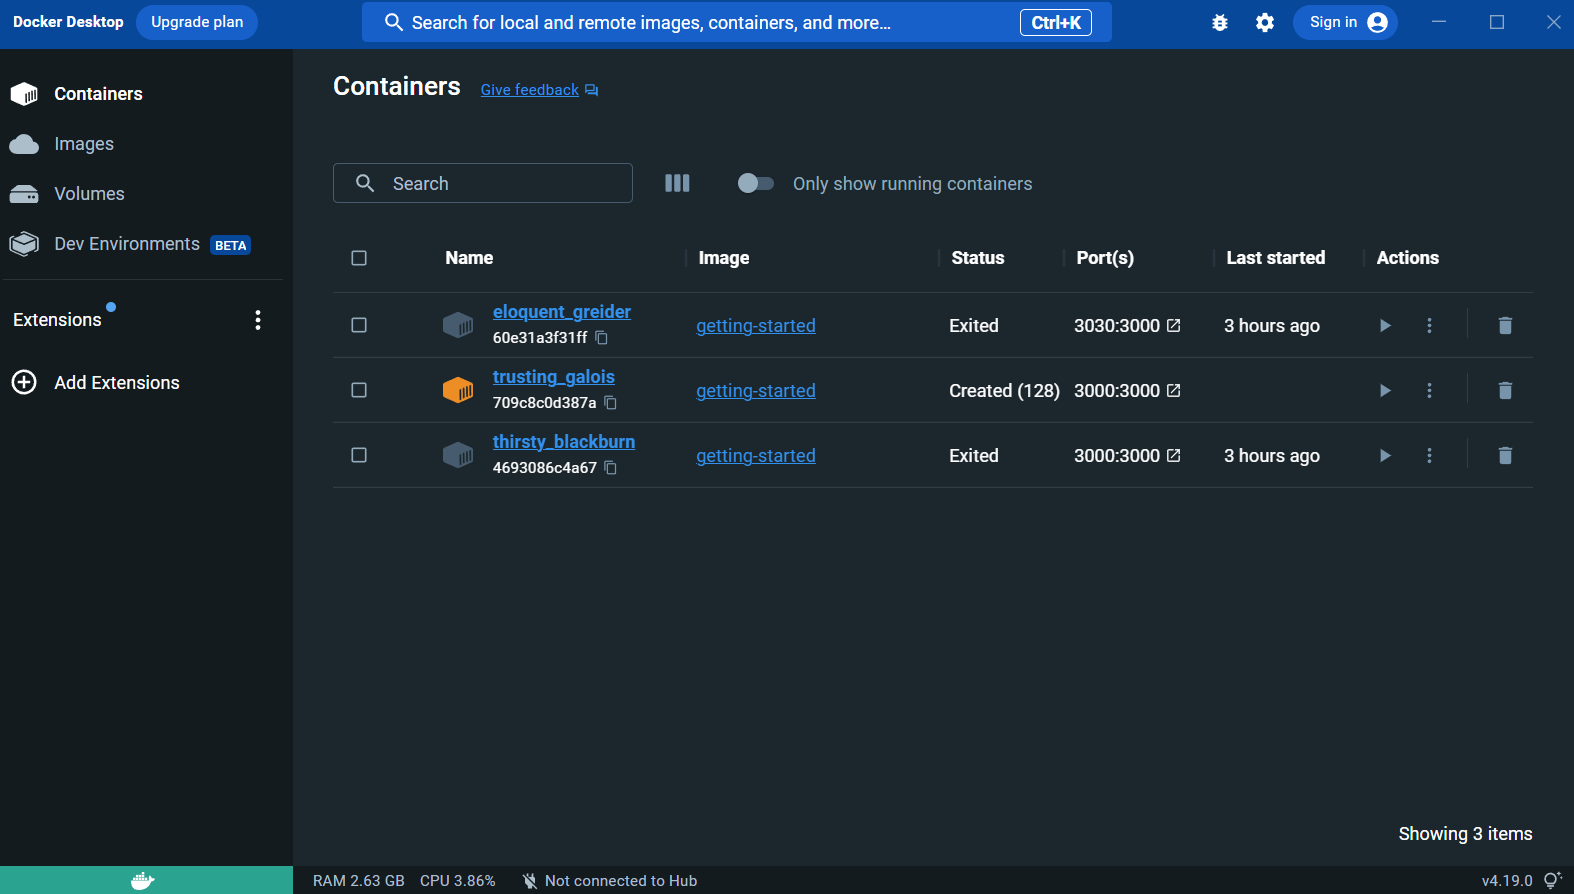 Docker Desktop Upgrade plan Search for local and remote images, containers, and more... Ctrl+K Sign in
Containers
Images
Volumes
Dev Environments BETA
Extensions
Add Extensions
Containers Give feedback
Search Only show running containers
Name Image Status Port(s) Last started Actions
eloquent_greider
60e31a3f31ff getting-started Exited 3030:3000 3 hours ago
trusting_galois
709c8c0d387a getting-started Created (128) 3000:3000
thirsty_blackburn
4693086c4a67 getting-started Exited 3000:3000 3 hours ago
Showing 3 items
RAM 2.63 GB CPU 3.86% Not connected to Hub v4.19.0